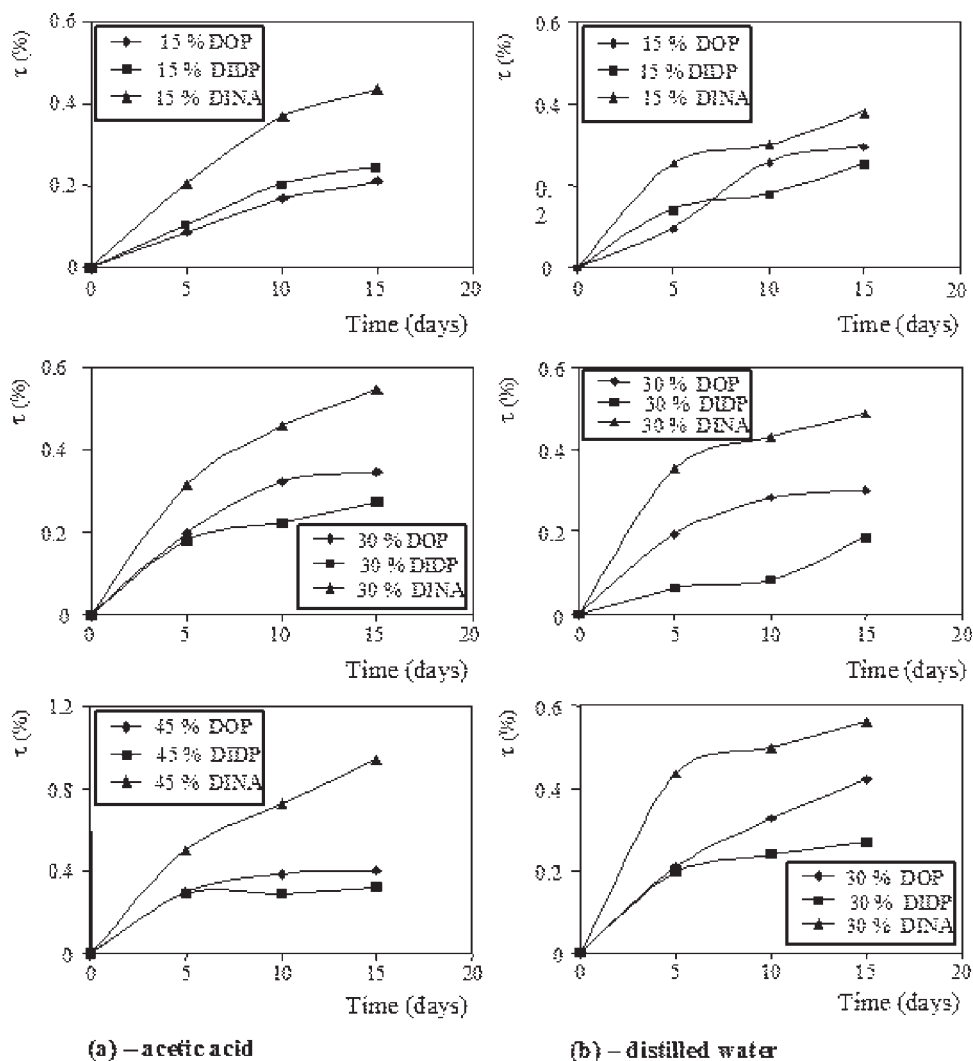 τ (%)
0.6
0.4
0.2
0
15 % DOP
15 % DIDP
15 % DINA
0 5 10 15 20
Time (days)
τ (%)
0.6
0.4
0.
2
0
15 % DOP
15 % DIDP
15 % DINA
0 5 10 15 20
Time (days)
τ (%)
0.6
0.4
0.2
0
30 % DOP
30 % DIDP
30 % DINA
0 5 10 15 20
Time (days)
τ (%)
0.6
0.4
0.2
0
30 % DOP
30 % DIDP
30 % DINA
0 5 10 15 20
Time (days)
τ (%)
1.2
0.8
0.4
0
45 % DOP
45 % DIDP
45 % DINA
0 5 10 15 20
Time (days)
τ (%)
0.6
0.4
0.2
0
30 % DOP
30 % DIDP
30 % DINA
0 5 10 15 20
Time (days)
(a) – acetic acid
(b) – distilled water